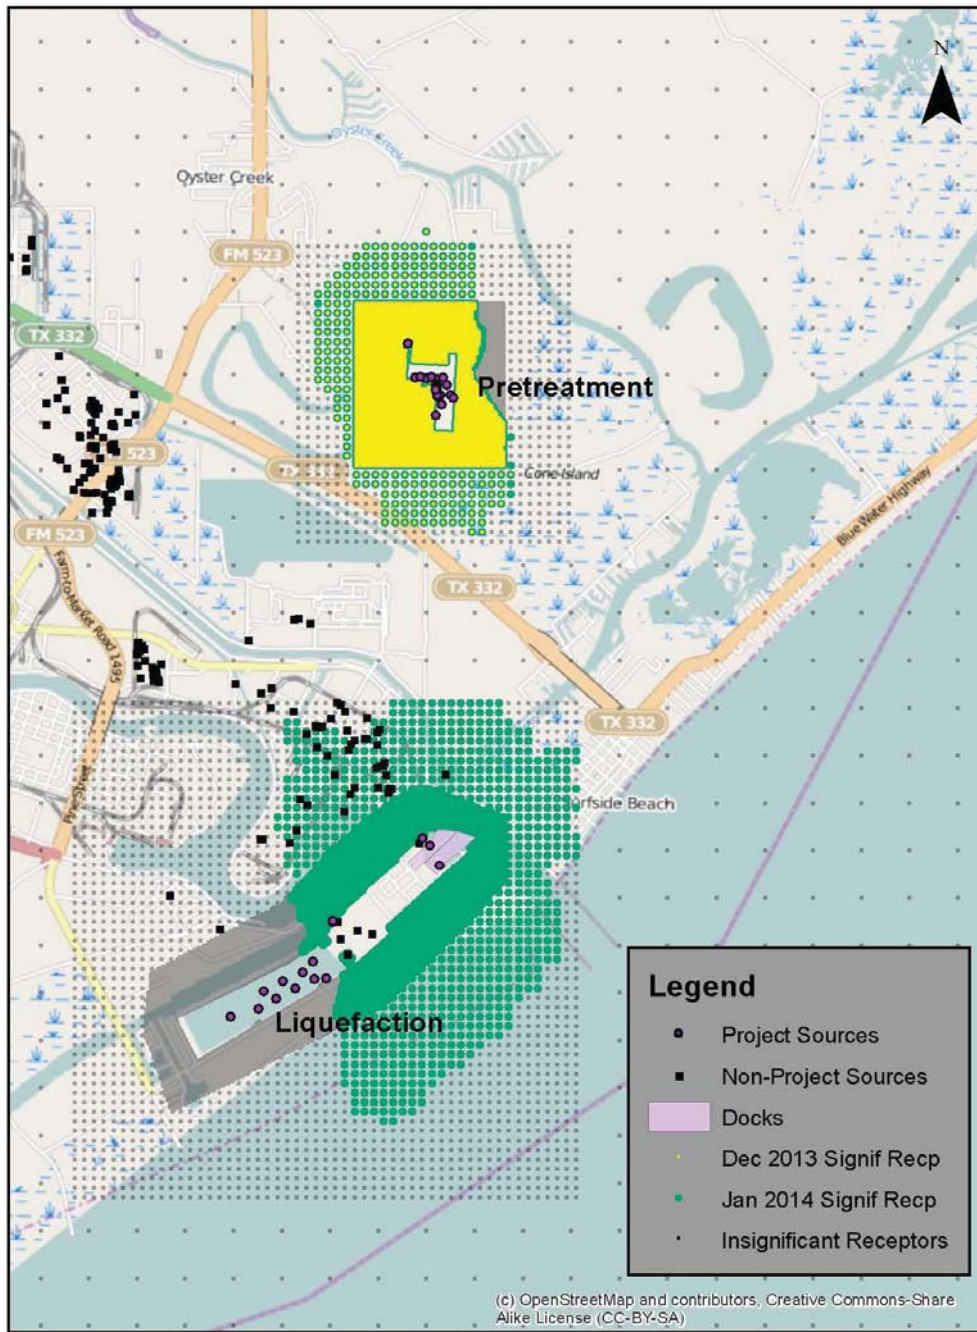 N
Oyster Creek
Oyster Creek
FM 523
TX 332
Pretreatment
523
TX 332
Cone Island
Blue Water Highway
FM 523
Farm-to-Market Road 1495
TX 332
TX 332
Pine Street
urfside Beach
Liquefaction
Legend
Project Sources
Non-Project Sources
Docks
Dec 2013 Signif Recp
Jan 2014 Signif Recp
Insignificant Receptors
(c) OpenStreetMap and contributors, Creative Commons-Share
Alike License (CC-BY-SA)